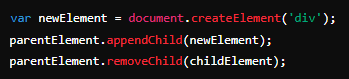 var newElement = document.createElement('div');
parentElement.appendChild(newElement);
parentElement.removeChild(childElement);